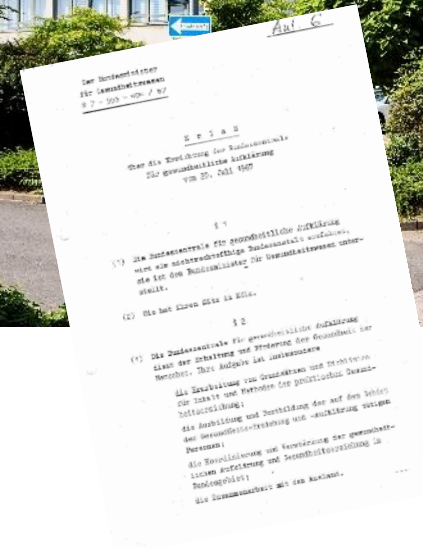 Der Bundesminister
für Gesundheitswesen
Erlaß
über die Errichtung der Bundeszentrale
für gesundheitliche Aufklärung
vom 20. Juli 1967
§ 1
(1) Die Bundeszentrale für gesundheitliche Aufklärung
wird als nichtrechtsfähige Bundesanstalt
sie ist dem Bundesminister für Gesundheitswesen unter-
stellt.
(2) Sie hat ihren Sitz in Köln.
§ 2
(1) Die Bundeszentrale für gesundheitliche Aufklärung
dient der Erhaltung und Förderung der Gesundheit der
Menschen. Ihre Aufgabe ist insbesondere
die Erarbeitung von Grundsätzen und Richtlinien
für Inhalte und Methoden der praktischen Gesund-
heitserziehung;
die Ausbildung und Fortbildung der auf dem Gebiet
der Gesundheits-Erziehung und -Aufklärung tätigen
Personen;
die Koordinierung und Verstärkung der gesundheit-
lichen Aufklärung und Gesundheitserziehung im
Bundesgebiet;
die Zusammenarbeit mit dem Ausland.